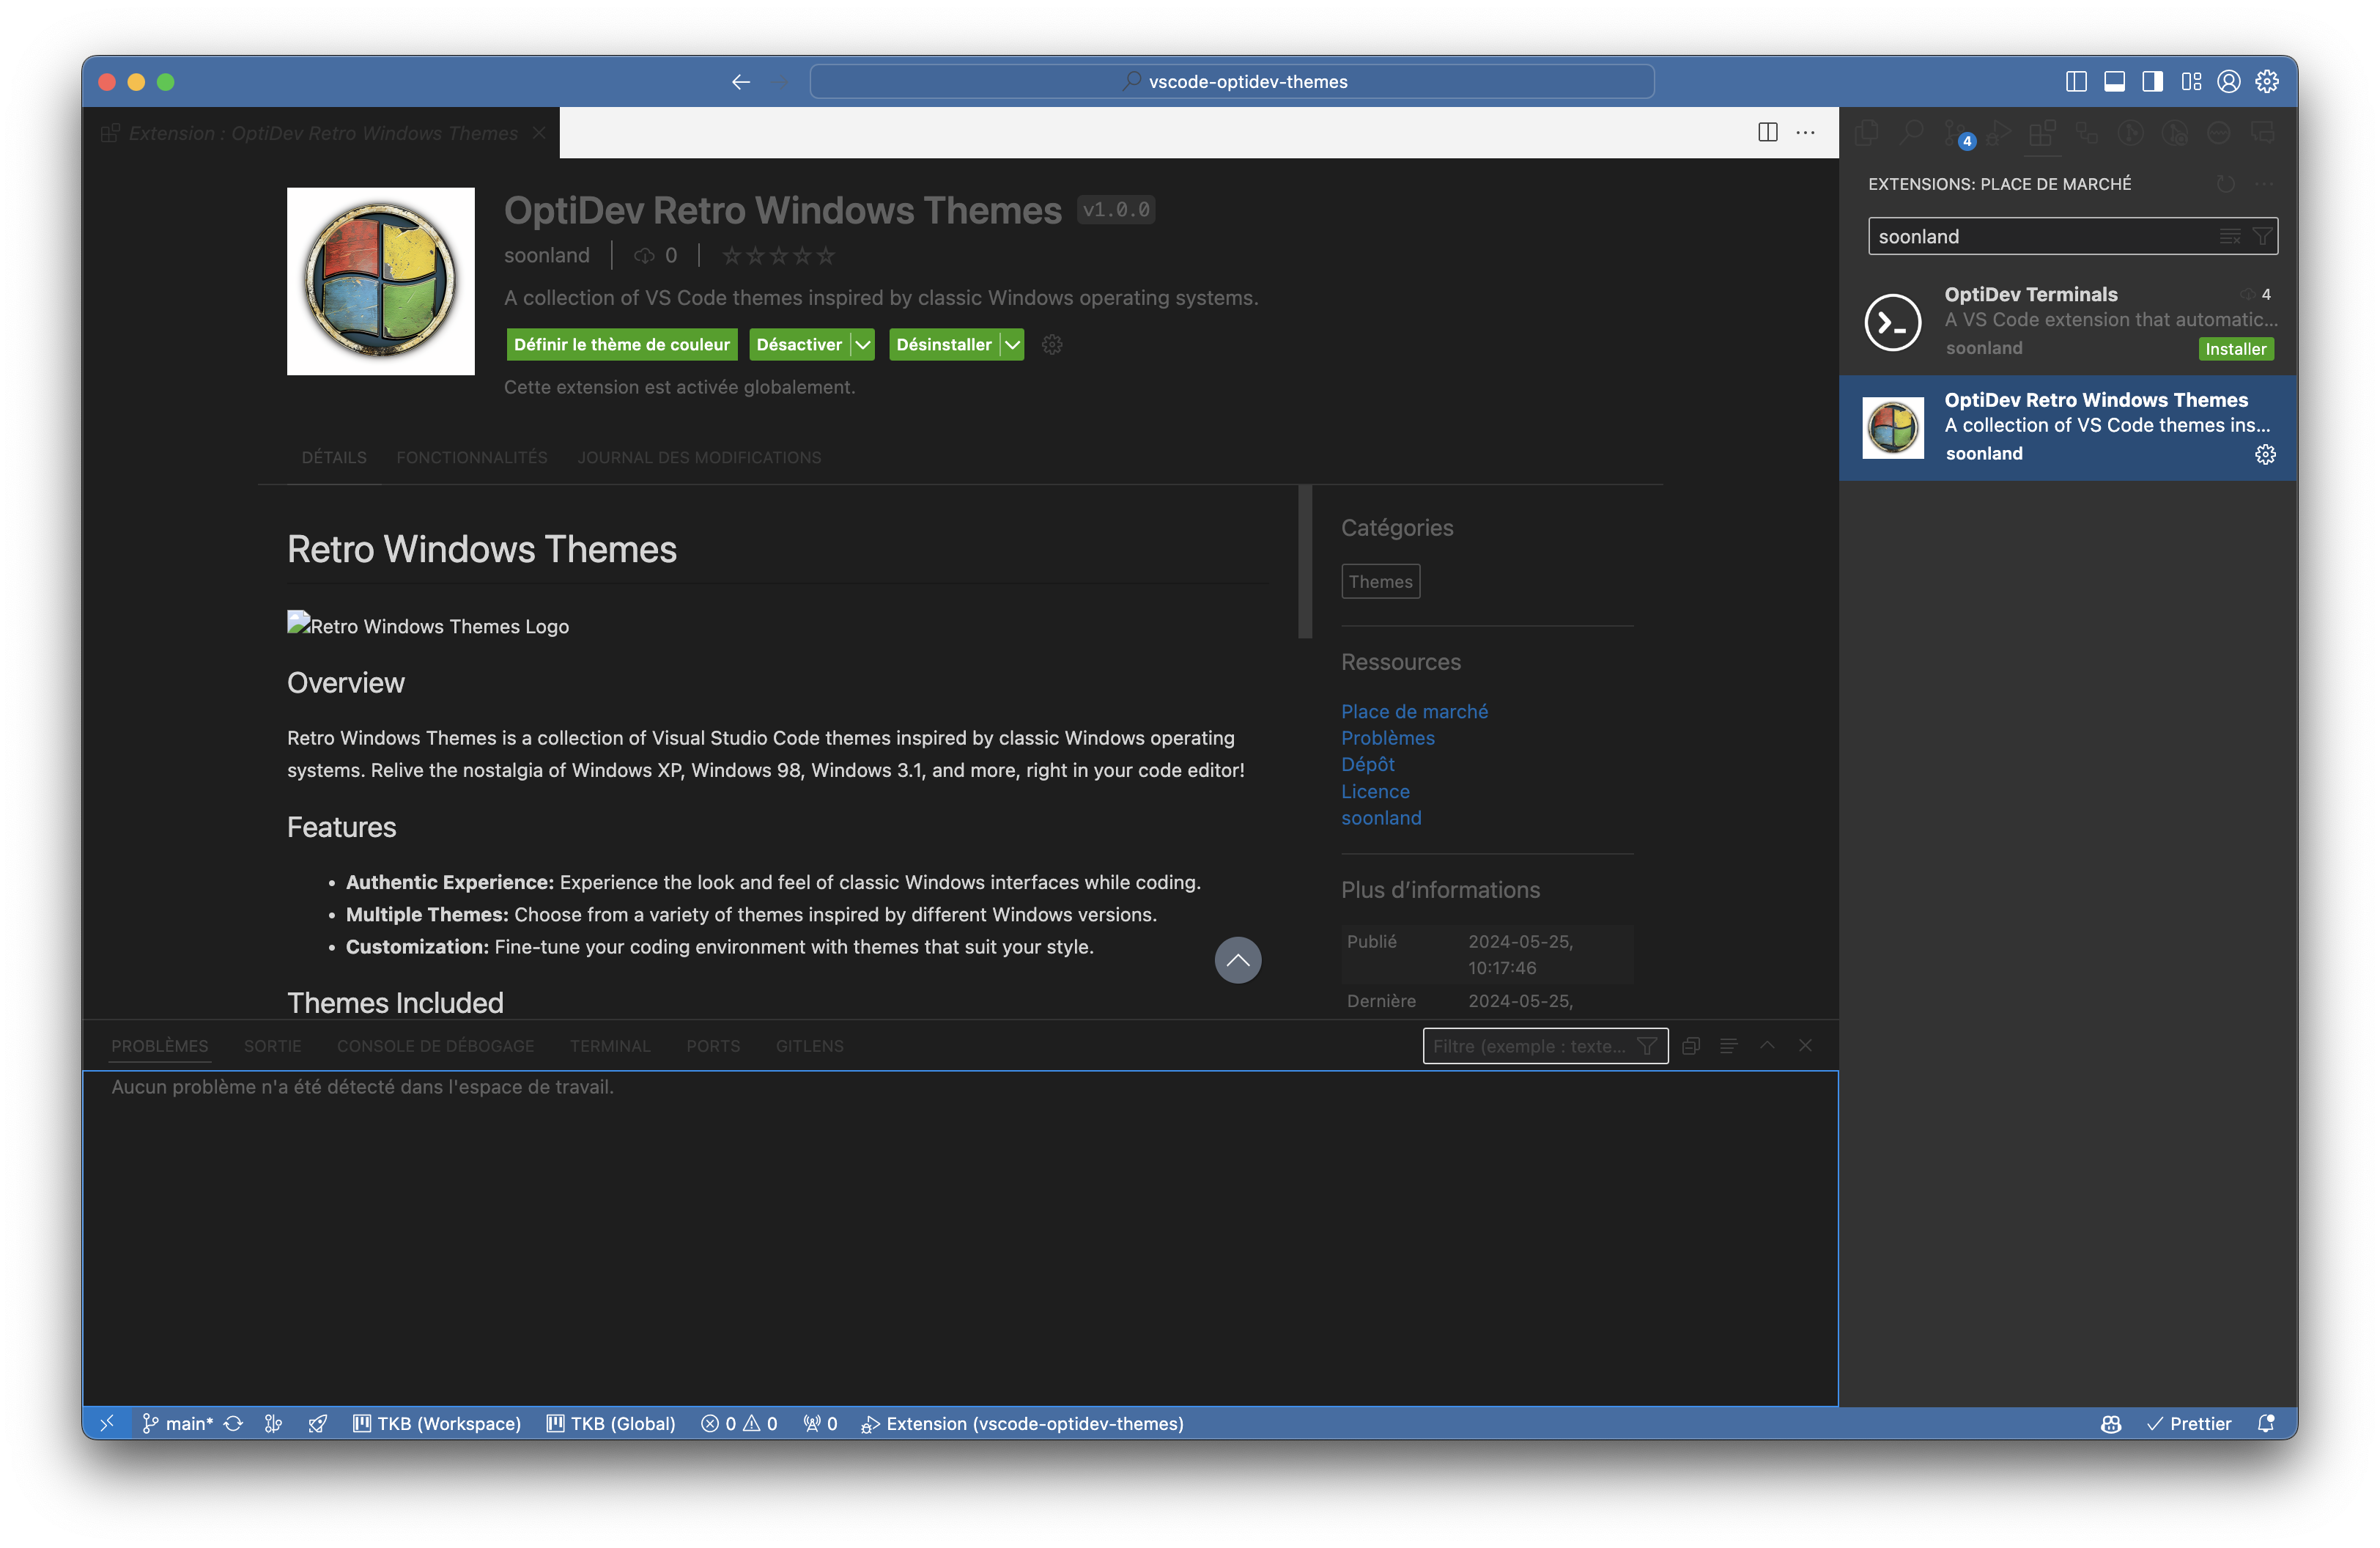 vscode-optidev-themes
Extension : OptiDev Retro Windows Themes
OptiDev Retro Windows Themes v1.0.0
soonland 0
A collection of VS Code themes inspired by classic Windows operating systems.
Définir le thème de couleur Désactiver Désinstaller
Cette extension est activée globalement.
DÉTAILS FONCTIONNALITÉS JOURNAL DES MODIFICATIONS
Retro Windows Themes
Retro Windows Themes Logo
Overview
Retro Windows Themes is a collection of Visual Studio Code themes inspired by classic Windows operating
systems. Relive the nostalgia of Windows XP, Windows 98, Windows 3.1, and more, right in your code editor!
Features
• Authentic Experience: Experience the look and feel of classic Windows interfaces while coding.
• Multiple Themes: Choose from a variety of themes inspired by different Windows versions.
• Customization: Fine-tune your coding environment with themes that suit your style.
Themes Included
Catégories
Themes
Ressources
Place de marché
Problèmes
Dépôt
Licence
soonland
Plus d’informations
Publié 2024-05-25,
10:17:46
Dernière 2024-05-25,
4
EXTENSIONS: PLACE DE MARCHÉ
soonland
OptiDev Terminals 4
A VS Code extension that automatic...
soonland Installer
OptiDev Retro Windows Themes
A collection of VS Code themes ins...
soonland
PROBLÈMES SORTIE CONSOLE DE DÉBOGAGE TERMINAL PORTS GITLENS
Filtre (exemple : texte...
Aucun problème n'a été détecté dans l'espace de travail.
main* TKB (Workspace) TKB (Global) 0 0 0 Extension (vscode-optidev-themes) Prettier